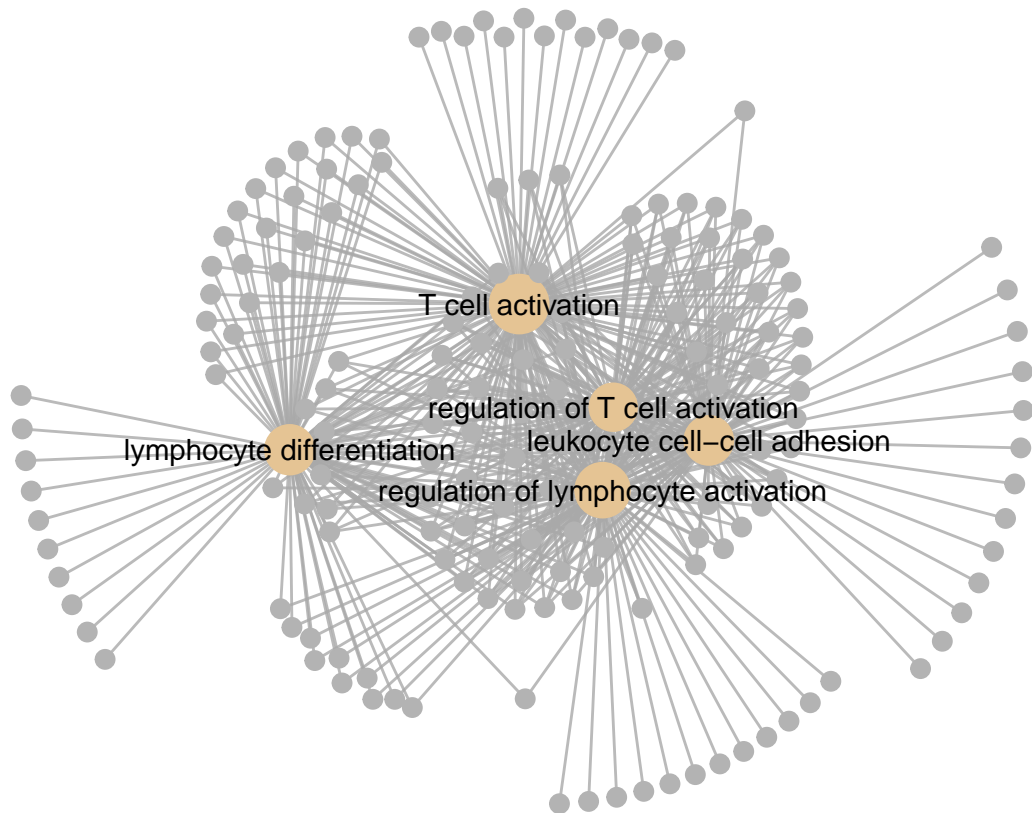 T cell activation
regulation of T cell activation
leukocyte cell−cell adhesion
lymphocyte differentiation
regulation of lymphocyte activation